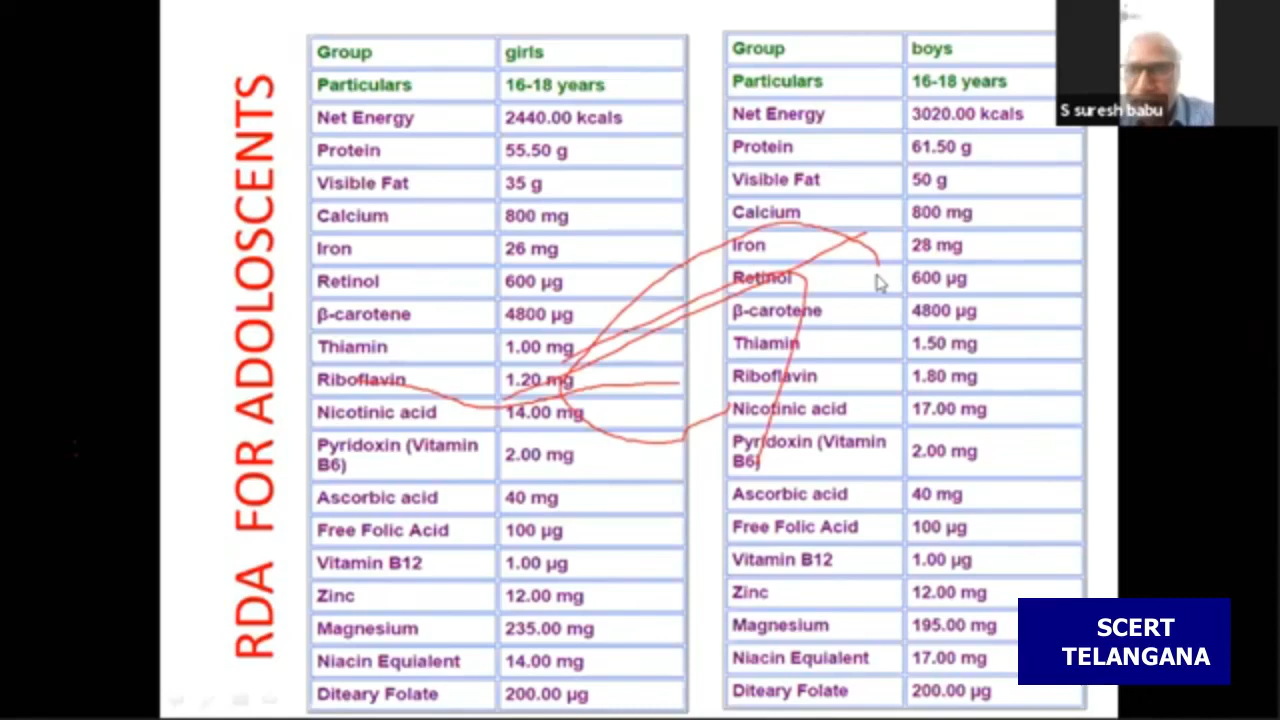 RDA FOR ADOLOSCENTS
Group girls
Particulars 16-18 years
Net Energy 2440.00 kcals
Protein 55.50 g
Visible Fat 35 g
Calcium 800 mg
Iron 26 mg
Retinol 600 µg
β-carotene 4800 µg
Thiamin 1.00 mg
Riboflavin 1.20 mg
Nicotinic acid 14.00 mg
Pyridoxin (Vitamin
B6) 2.00 mg
Ascorbic acid 40 mg
Free Folic Acid 100 µg
Vitamin B12 1.00 µg
Zinc 12.00 mg
Magnesium 235.00 mg
Niacin Equialent 14.00 mg
Diteary Folate 200.00 µg
Group boys
Particulars 16-18 years
Net Energy 3020.00 kcals
Protein 61.50 g
Visible Fat 50 g
Calcium 800 mg
Iron 28 mg
Retinol 600 µg
β-carotene 4800 µg
Thiamin 1.50 mg
Riboflavin 1.80 mg
Nicotinic acid 17.00 mg
Pyridoxin (Vitamin
B6) 2.00 mg
Ascorbic acid 40 mg
Free Folic Acid 100 µg
Vitamin B12 1.00 µg
Zinc 12.00 mg
Magnesium 195.00 mg
Niacin Equialent 17.00 mg
Diteary Folate 200.00 µg
S suresh babu
SCERT
TELANGANA